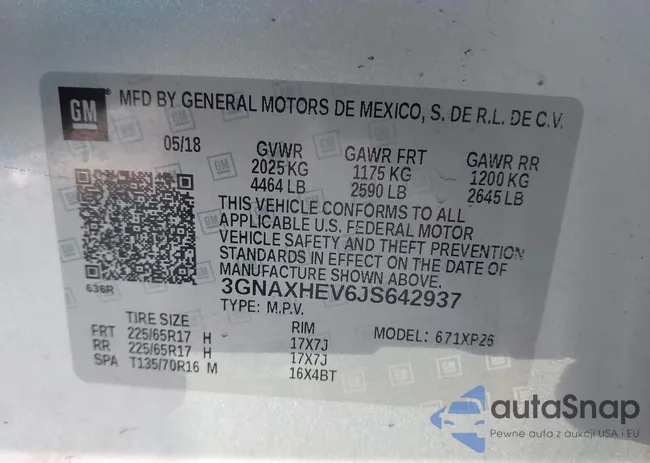 GM MFD BY GENERAL MOTORS DE MEXICO, S. DE R.L. DE C.V.
05/18 GVWR GAWR FRT GAWR RR
2025 KG 1175 KG 1200 KG
4464 LB 2590 LB 2645 LB
THIS VEHICLE CONFORMS TO ALL
APPLICABLE U.S. FEDERAL MOTOR
VEHICLE SAFETY AND THEFT PREVENTION
STANDARDS IN EFFECT ON THE DATE OF
MANUFACTURE SHOWN ABOVE.
636R 3GNAXHEV6JS642937
TYPE: M.P.V.
TIRE SIZE RIM MODEL: 671XP26
FRT 225/65R17 H 17X7J
RR 225/65R17 H 17X7J
SPA T135/70R16 M 16X4BT
autaSnap
Pewne auta z aukcji USA i EU